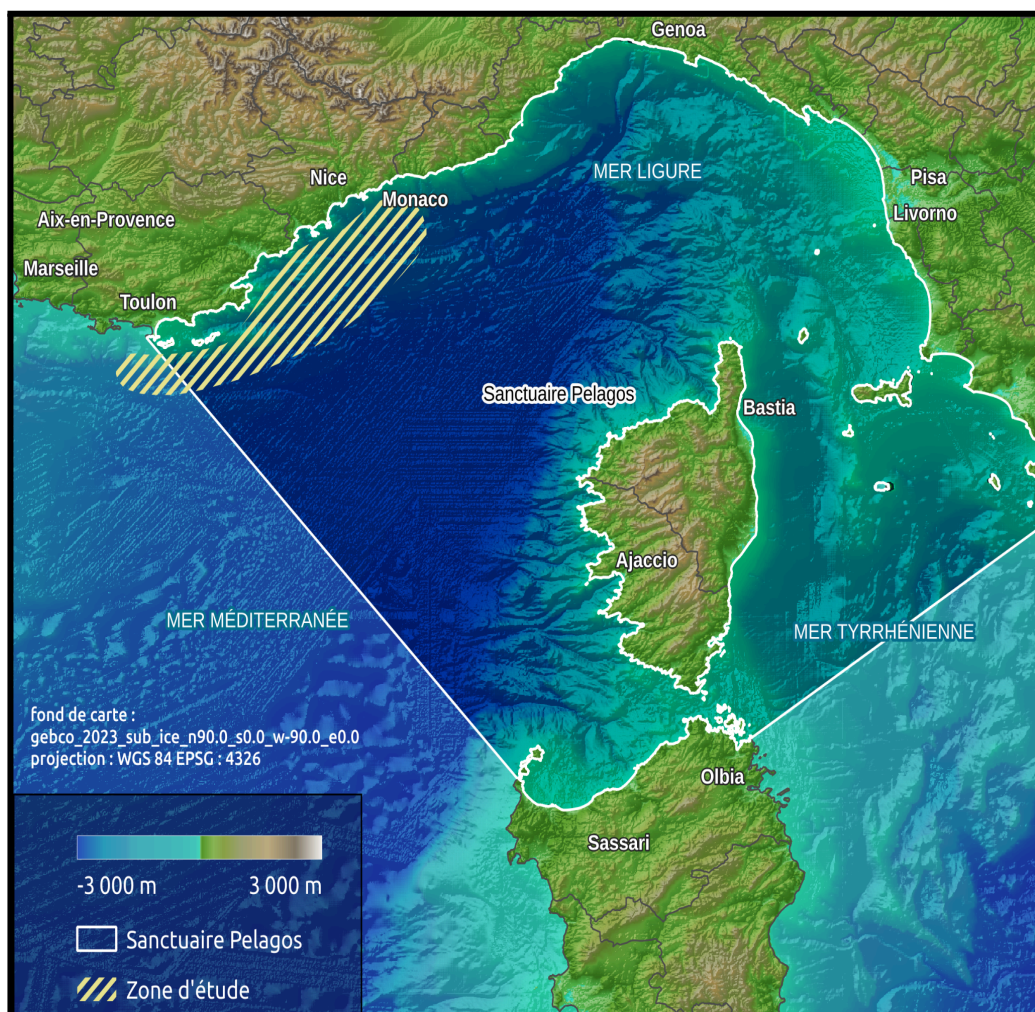 Genoa
MER LIGURE
Nice
Pisa
Monaco
Livorno
Aix-en-Provence
Marseille
Toulon
Sanctuaire Pelagos
Bastia
Ajaccio
MER MÉDITERRANÉE
MER TYRRHÉNIENNE
fond de carte :
gebco_2023_sub_ice_n90.0_s0.0_w-90.0_e0.0
projection : WGS 84 EPSG : 4326
Olbia
Sassari
-3 000 m 3 000 m
Sanctuaire Pelagos
Zone d'étude